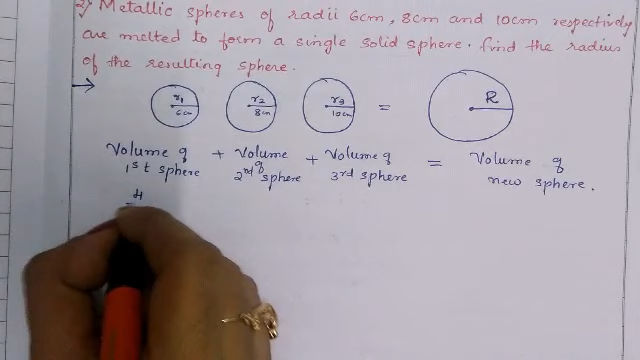 2) Metallic spheres of radii 6cm, 8cm and 10cm respectively
are melted to form a single solid sphere. find the radius
of the resulting sphere.
→ r₁ 6cm r₂ 8cm r₃ 10cm = R
Volume of 1st sphere + Volume of 2nd sphere + Volume of 3rd sphere = Volume of new sphere.
4